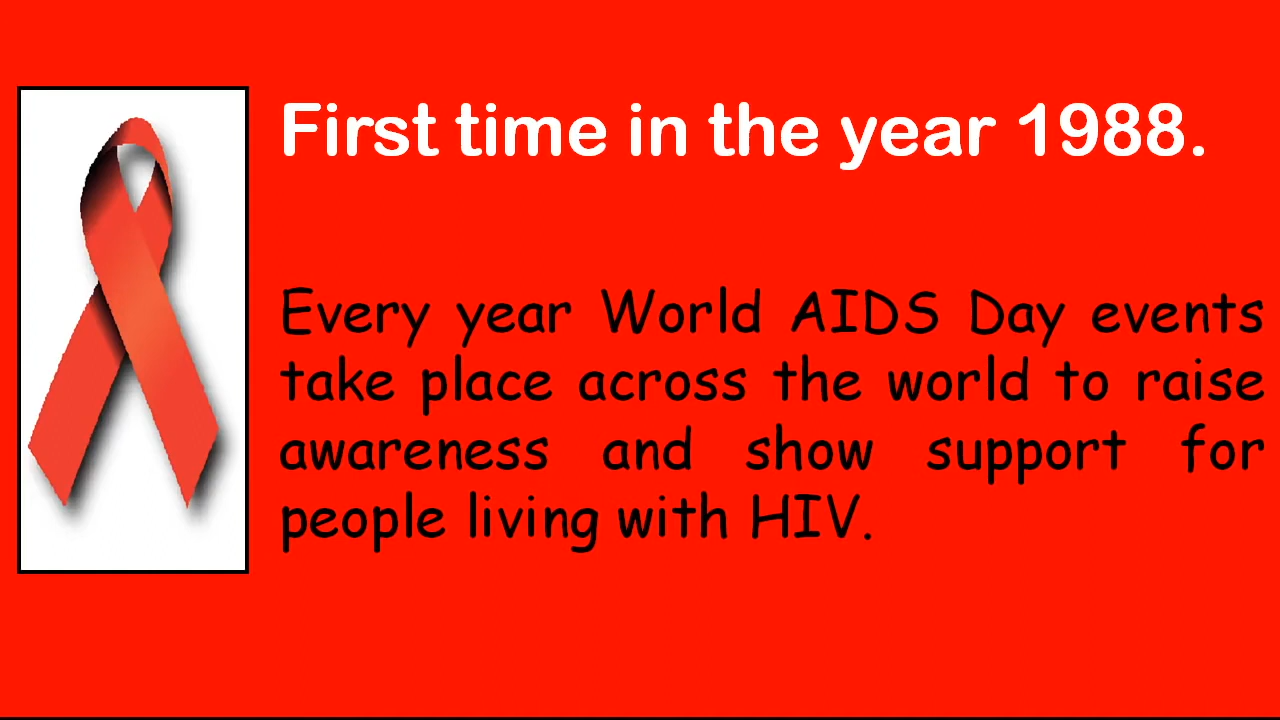 First time in the year 1988.
Every year World AIDS Day events
take place across the world to raise
awareness and show support for
people living with HIV.